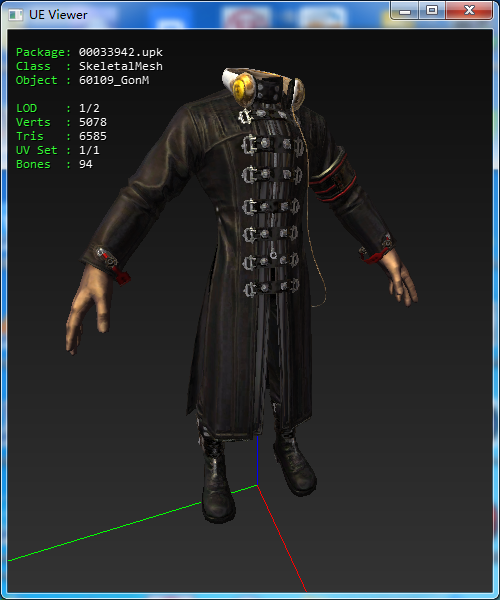 UE Viewer
Package: 00033942.upk
Class : SkeletalMesh
Object : 60109_GonM
LOD : 1/2
Verts : 5078
Tris : 6585
UV Set : 1/1
Bones : 94